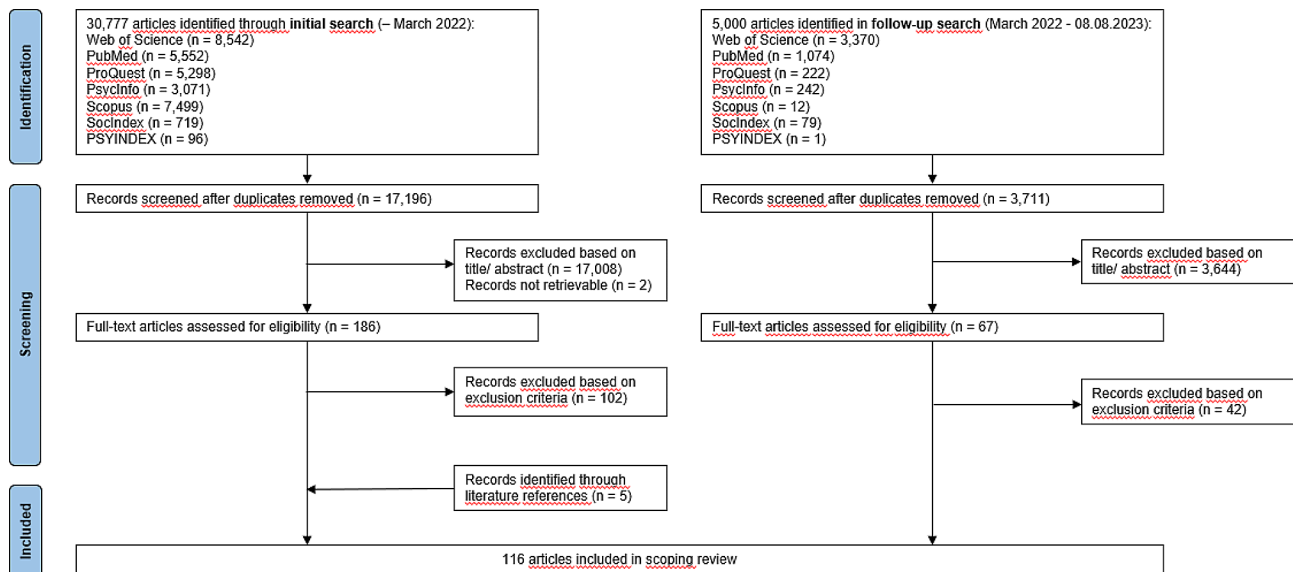 Identification
30,777 articles identified through initial search (– March 2022):
Web of Science (n = 8,542)
PubMed (n = 5,552)
ProQuest (n = 5,298)
PsycInfo (n = 3,071)
Scopus (n = 7,499)
SocIndex (n = 719)
PSYINDEX (n = 96)
5,000 articles identified in follow-up search (March 2022 - 08.08.2023):
Web of Science (n = 3,370)
PubMed (n = 1,074)
ProQuest (n = 222)
PsycInfo (n = 242)
Scopus (n = 12)
SocIndex (n = 79)
PSYINDEX (n = 1)
Screening
Records screened after duplicates removed (n = 17,196)
Records screened after duplicates removed (n = 3,711)
Records excluded based on
title/ abstract (n = 17,008)
Records not retrievable (n = 2)
Records excluded based on
title/ abstract (n = 3,644)
Full-text articles assessed for eligibility (n = 186)
Full-text articles assessed for eligibility (n = 67)
Records excluded based on
exclusion criteria (n = 102)
Records excluded based on
exclusion criteria (n = 42)
Records identified through
literature references (n = 5)
Included
116 articles included in scoping review